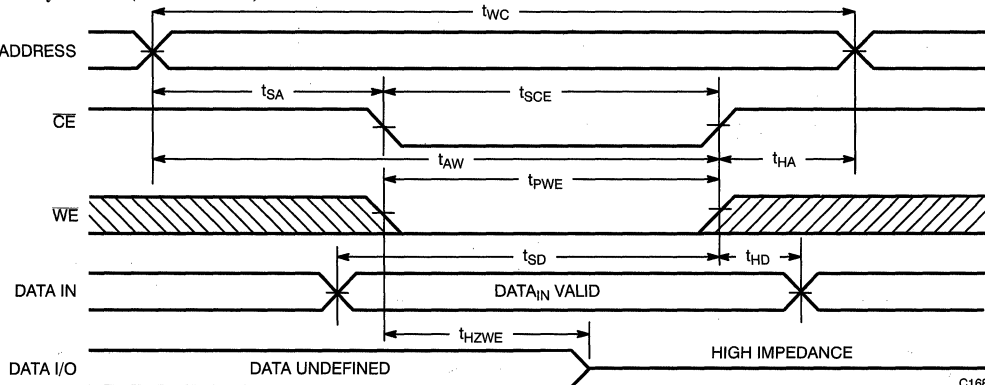 tWC
ADDRESS
tSA
tSCE
CE
tAW
tHA
tPWE
WE
tSD
tHD
DATA IN
DATAIN VALID
tHZWE
DATA I/O
DATA UNDEFINED
HIGH IMPEDANCE